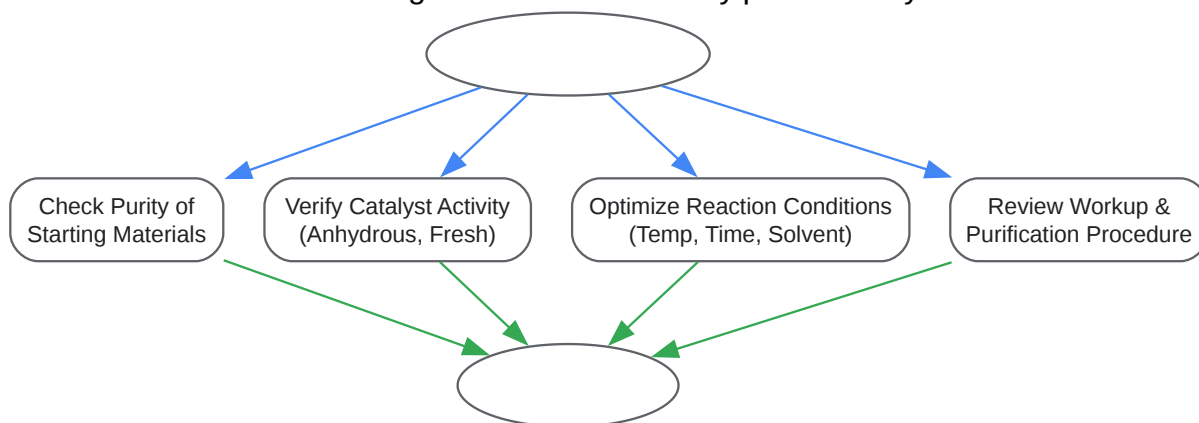 Check Purity of
Starting Materials
Verify Catalyst Activity
(Anhydrous, Fresh)
Optimize Reaction Conditions
(Temp, Time, Solvent)
Review Workup &
Purification Procedure